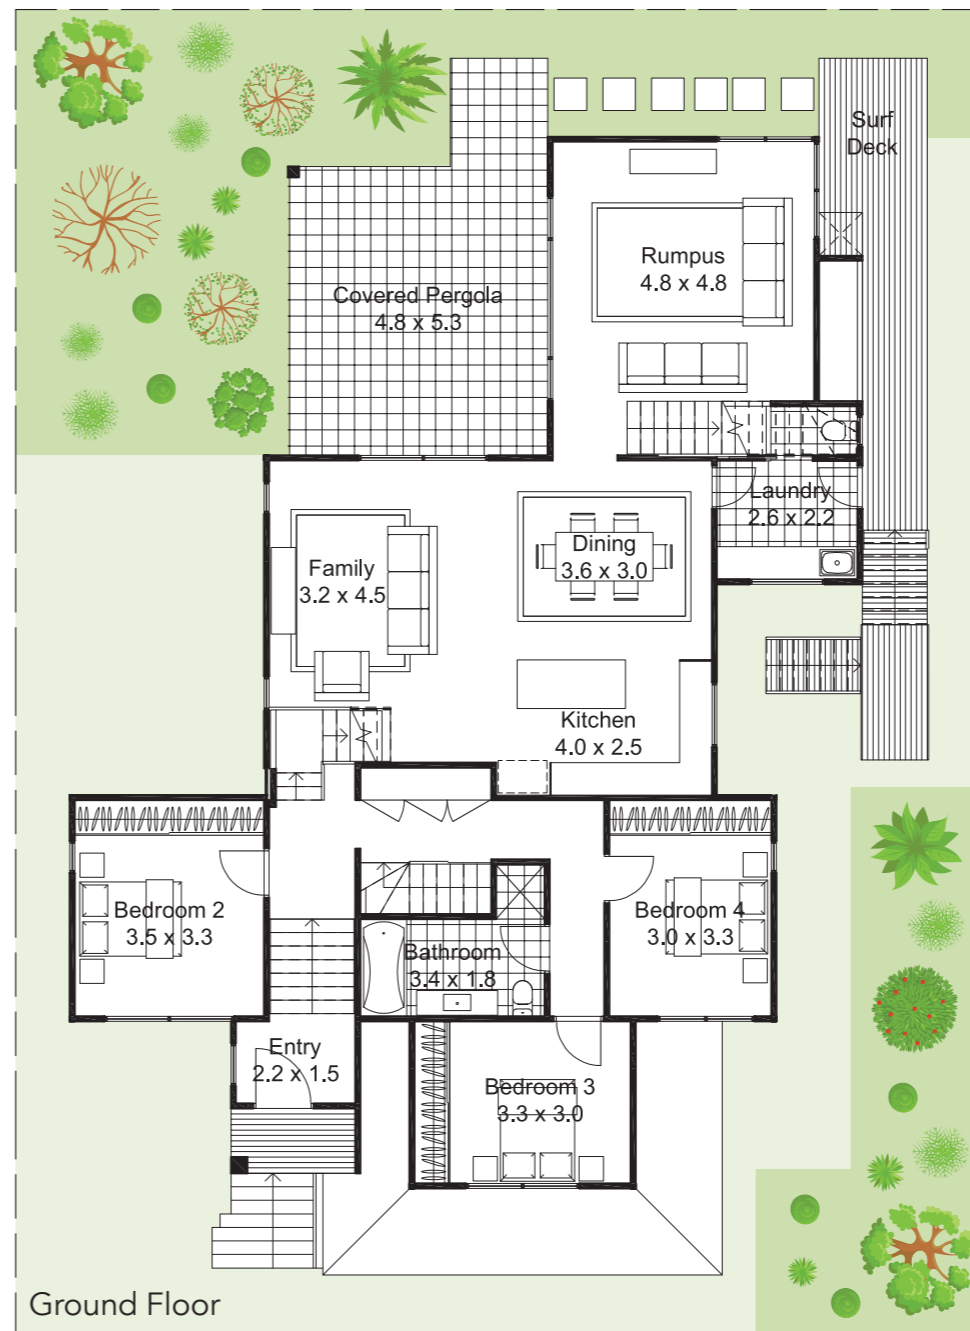 Surf
Deck
Rumpus
4.8 x 4.8
Covered Pergola
4.8 x 5.3
Laundry
2.6 x 2.2
Dining
3.6 x 3.0
Family
3.2 x 4.5
Kitchen
4.0 x 2.5
Bedroom 2
3.5 x 3.3
Bedroom 4
3.0 x 3.3
Bathroom
3.4 x 1.8
Entry
2.2 x 1.5
Bedroom 3
3.3 x 3.0
Ground Floor